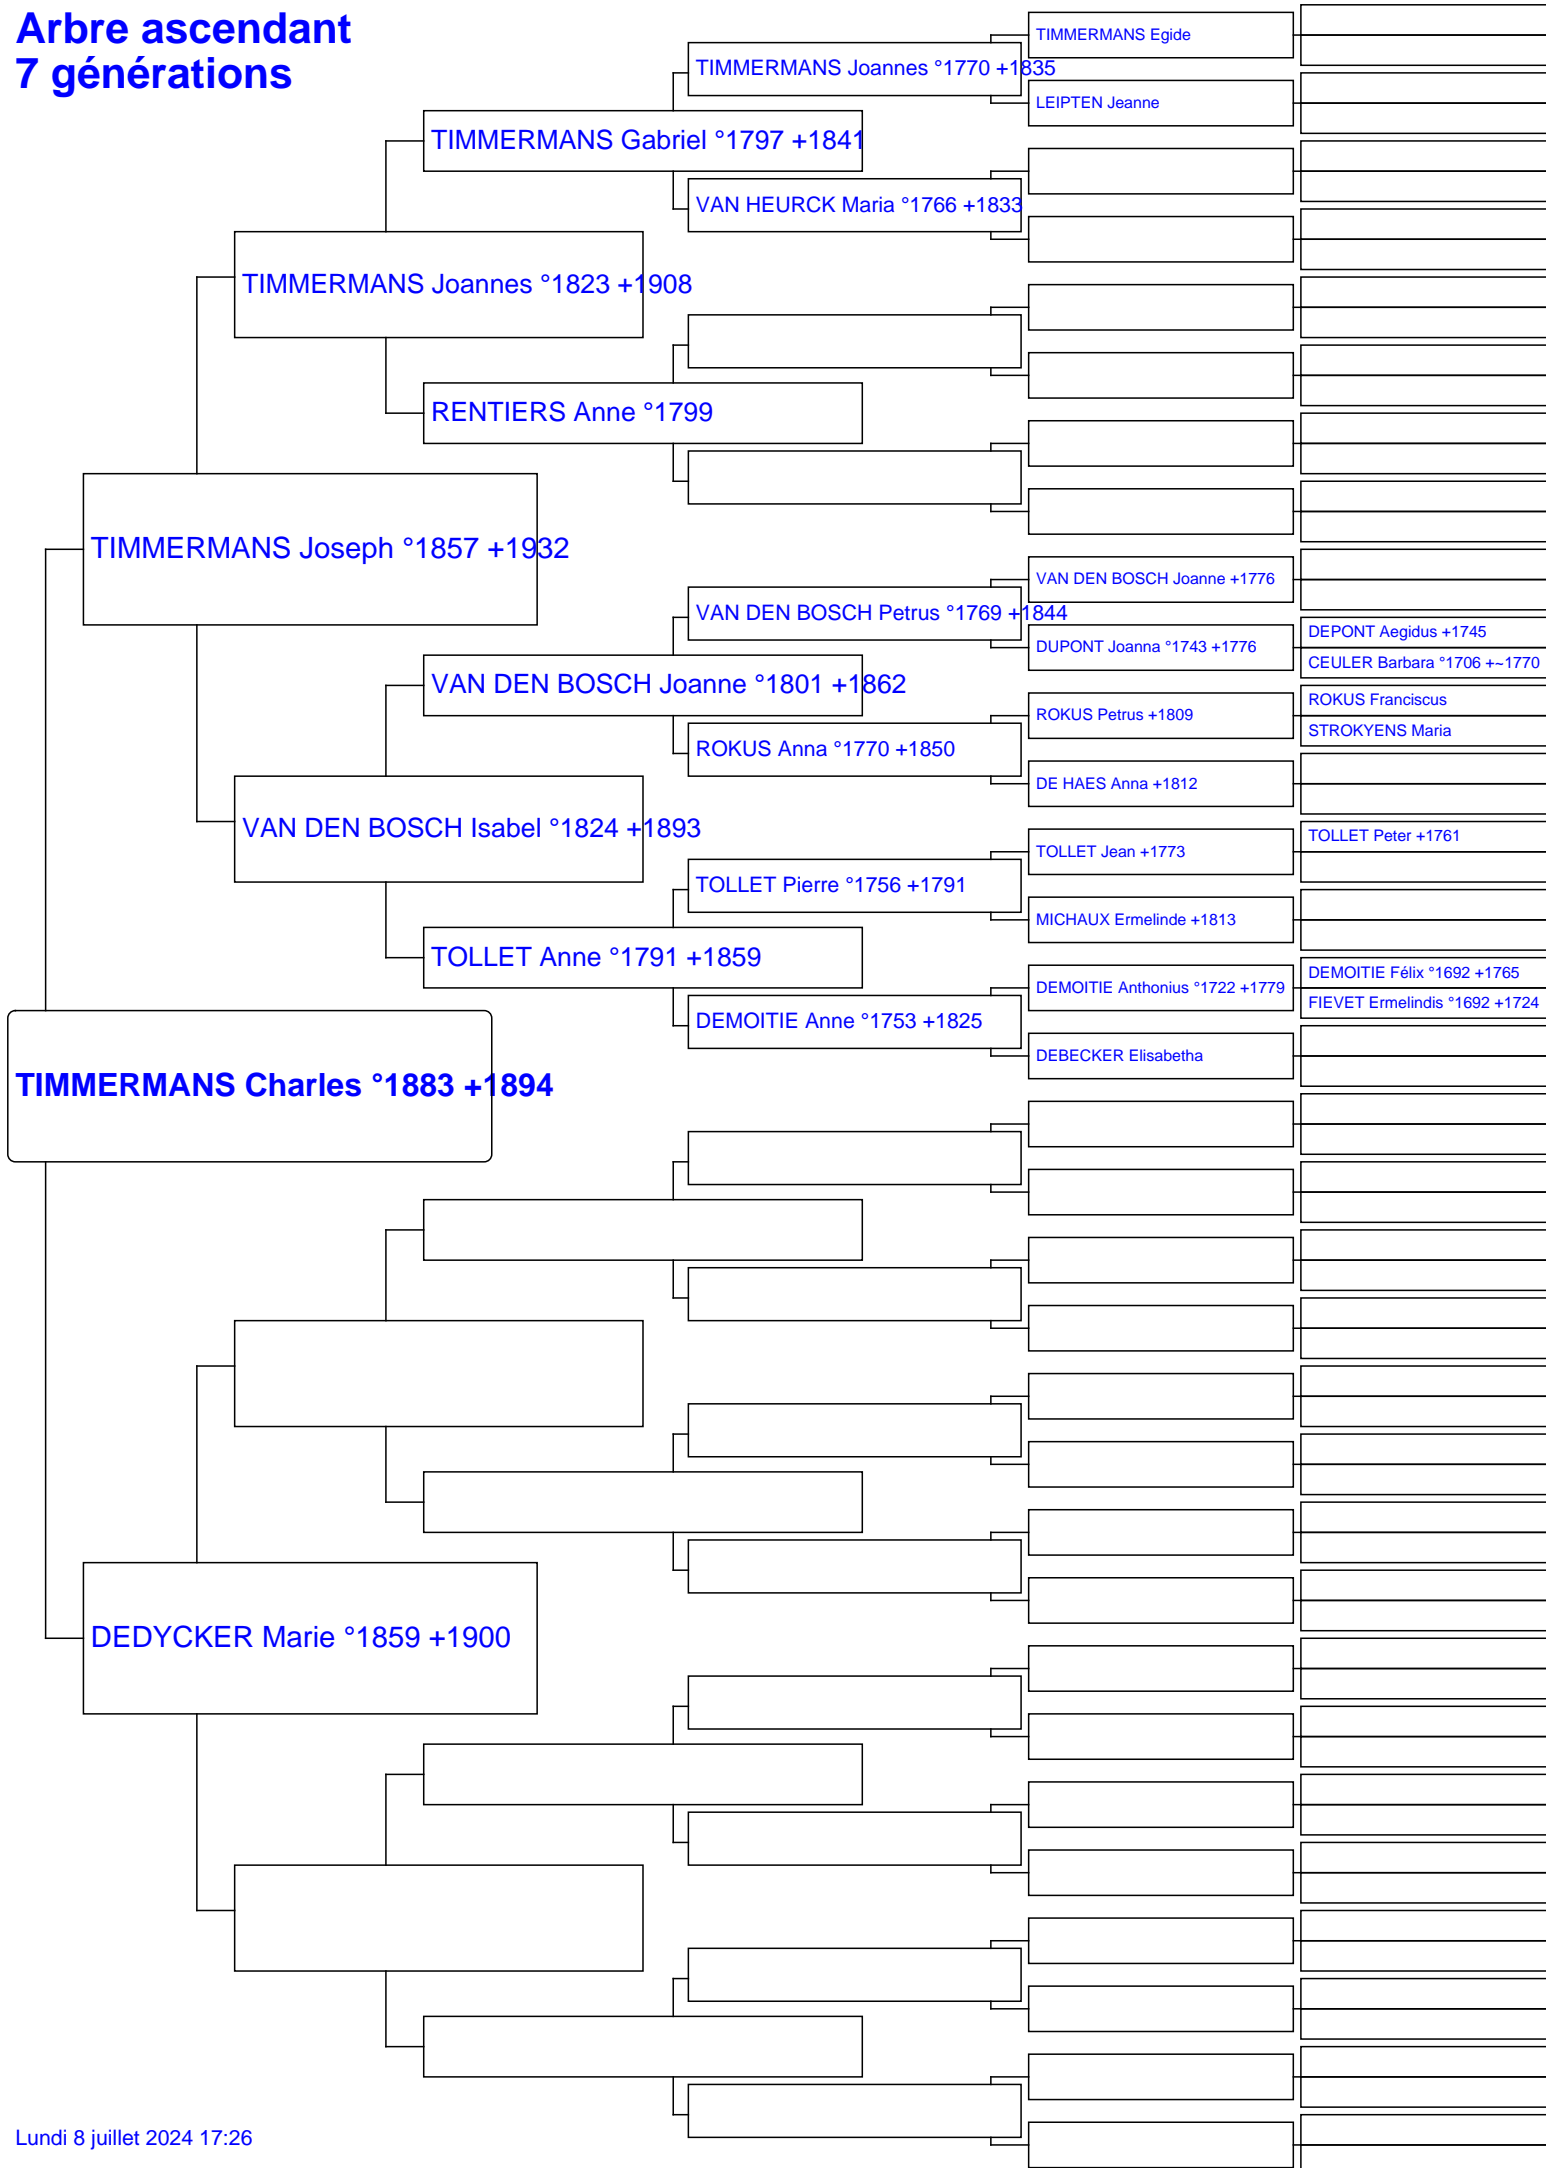 Arbre ascendant
7 générations
TIMMERMANS Egide
TIMMERMANS Joannes °1770 +1835
LEIPTEN Jeanne
TIMMERMANS Gabriel °1797 +1841
VAN HEURCK Maria °1766 +1833
TIMMERMANS Joannes °1823 +1908
RENTIERS Anne °1799
TIMMERMANS Joseph °1857 +1932
VAN DEN BOSCH Joanne +1776
VAN DEN BOSCH Petrus °1769 +1844
DEPONT Aegidus +1745
DUPONT Joanna °1743 +1776
CEULER Barbara °1706 +~1770
VAN DEN BOSCH Joanne °1801 +1862
ROKUS Franciscus
ROKUS Petrus +1809
STROKYENS Maria
ROKUS Anna °1770 +1850
DE HAES Anna +1812
VAN DEN BOSCH Isabel °1824 +1893
TOLLET Peter +1761
TOLLET Jean +1773
TOLLET Pierre °1756 +1791
MICHAUX Ermelinde +1813
TOLLET Anne °1791 +1859
DEMOITIE Félix °1692 +1765
DEMOITIE Anthonius °1722 +1779
FIEVET Ermelindis °1692 +1724
DEMOITIE Anne °1753 +1825
DEBECKER Elisabetha
TIMMERMANS Charles °1883 +1894
DEDYCKER Marie °1859 +1900
Lundi 8 juillet 2024 17:26